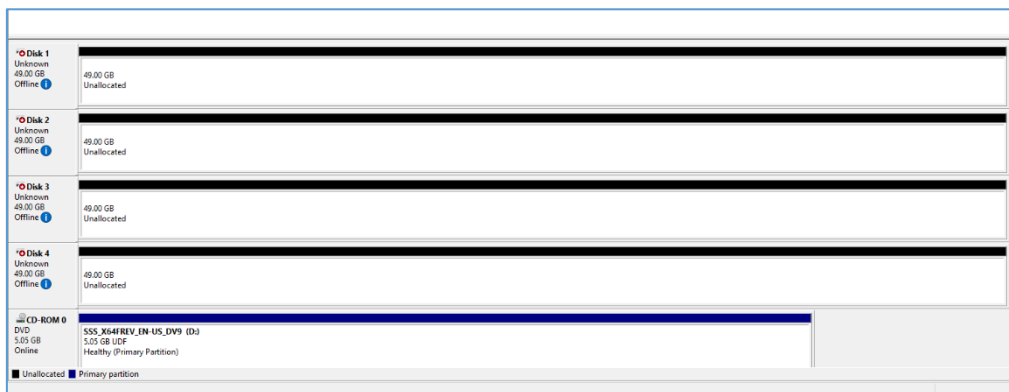 Disk 1
Unknown
49.00 GB
Offline
49.00 GB
Unallocated
Disk 2
Unknown
49.00 GB
Offline
49.00 GB
Unallocated
Disk 3
Unknown
49.00 GB
Offline
49.00 GB
Unallocated
Disk 4
Unknown
49.00 GB
Offline
49.00 GB
Unallocated
CD-ROM 0
DVD
5.05 GB
Online
SSS_X64FREV_EN-US_DV9 (D:)
5.05 GB UDF
Healthy (Primary Partition)
Unallocated Primary partition